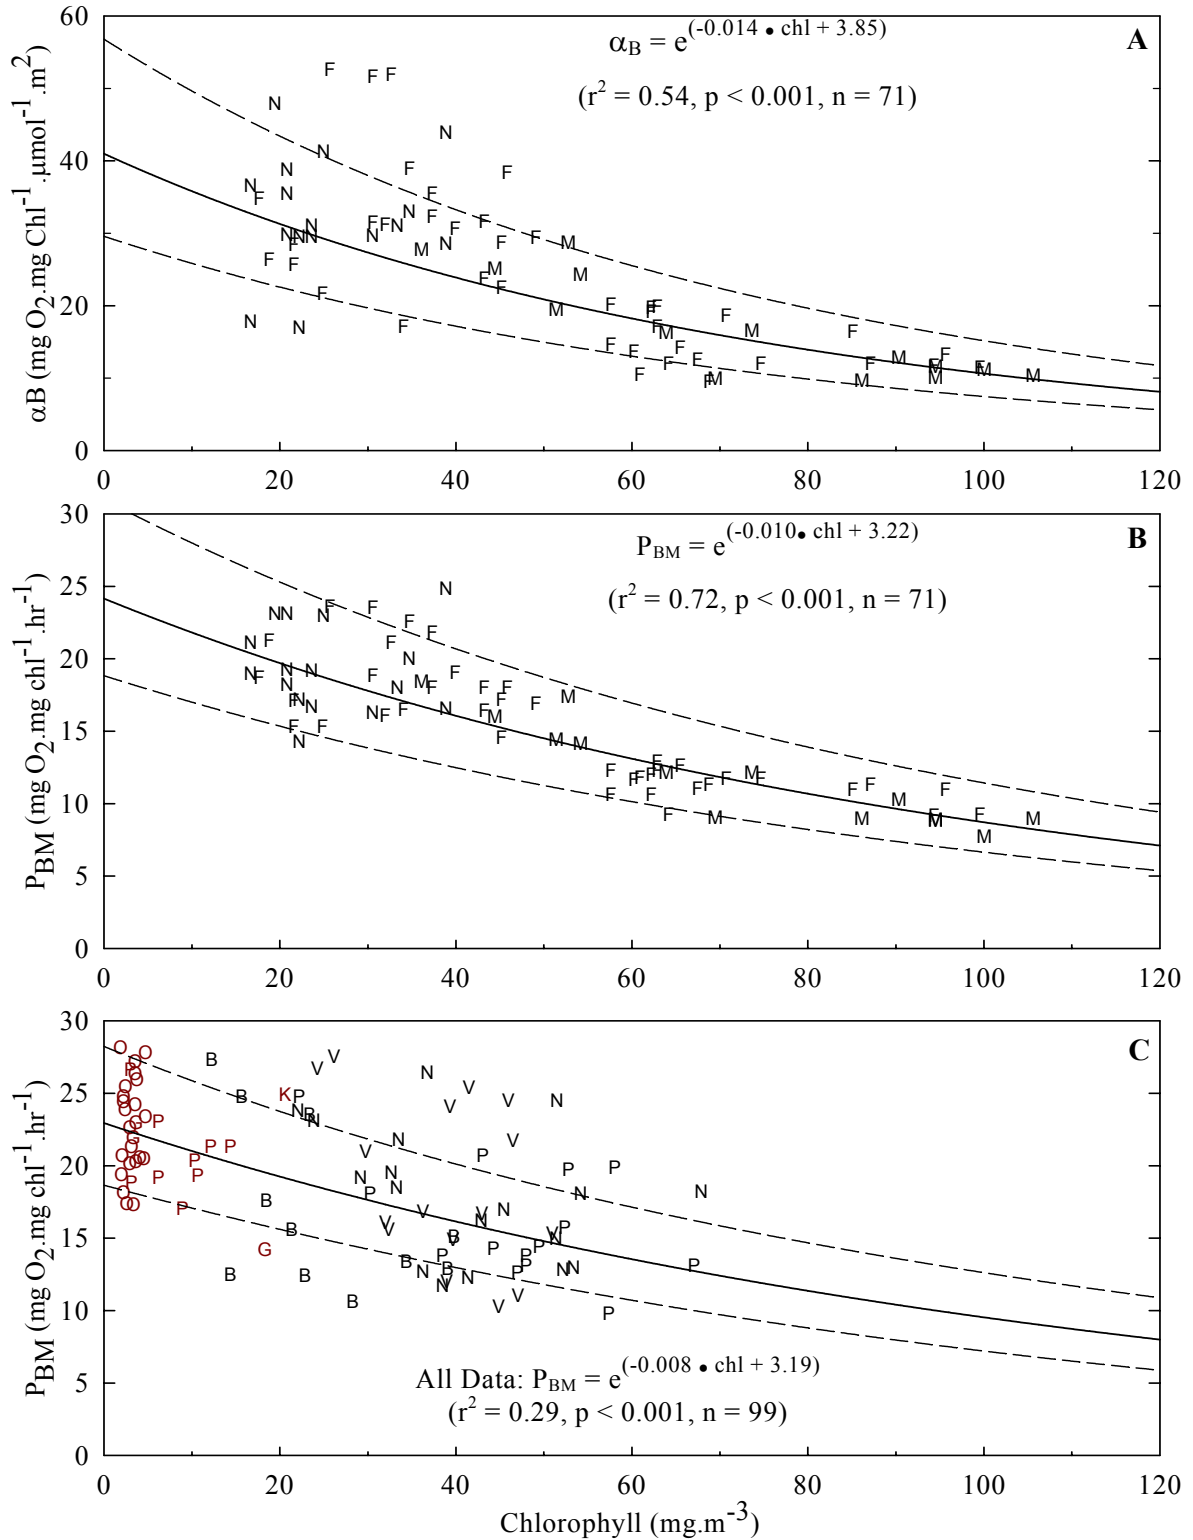 60
40
20
0
αB (mg O2.mg Chl-1.μmol-1.m2)
αB = e(-0.014 • chl + 3.85)
(r2 = 0.54, p < 0.001, n = 71)
A
0 20 40 60 80 100 120
30
25
20
15
10
5
0
PBM (mg O2.mg chl-1.hr-1)
PBM = e(-0.010• chl + 3.22)
(r2 = 0.72, p < 0.001, n = 71)
B
0 20 40 60 80 100 120
30
25
20
15
10
5
0
PBM (mg O2.mg chl-1.hr-1)
C
All Data: PBM = e(-0.008 • chl + 3.19)
(r2 = 0.29, p < 0.001, n = 99)
0 20 40 60 80 100 120
Chlorophyll (mg.m-3)